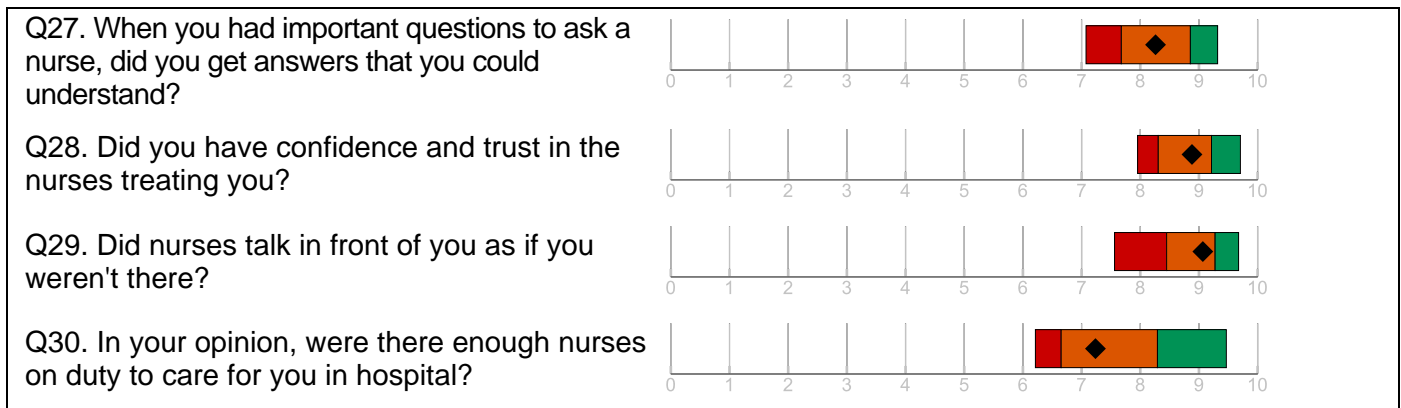 Q27. When you had important questions to ask a
nurse, did you get answers that you could
understand?
0 1 2 3 4 5 6 7 8 9 10
Q28. Did you have confidence and trust in the
nurses treating you?
0 1 2 3 4 5 6 7 8 9 10
Q29. Did nurses talk in front of you as if you
weren't there?
0 1 2 3 4 5 6 7 8 9 10
Q30. In your opinion, were there enough nurses
on duty to care for you in hospital?
0 1 2 3 4 5 6 7 8 9 10